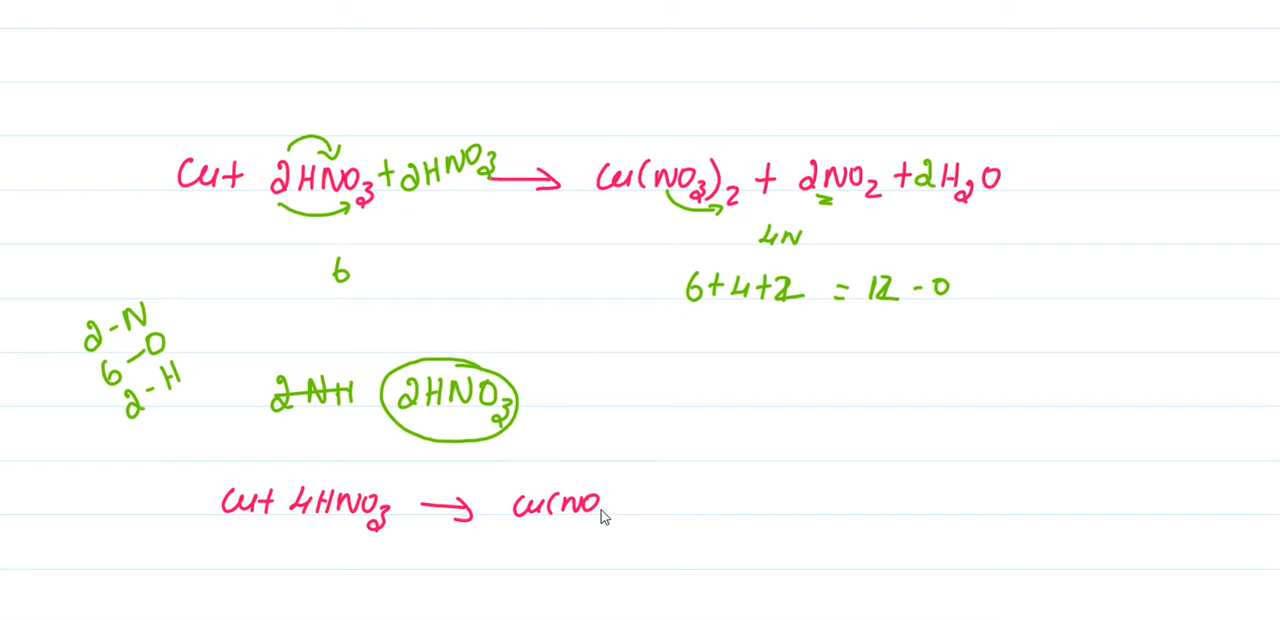 Cu + 2HNO₃ + 2HNO₃ → Cu(NO₃)₂ + 2NO₂ + 2H₂O
4N
6
6+4+2 = 12 - O
2-N
6-O
2-H
2NH 2HNO₃
Cu + 4HNO₃ → Cu(NO